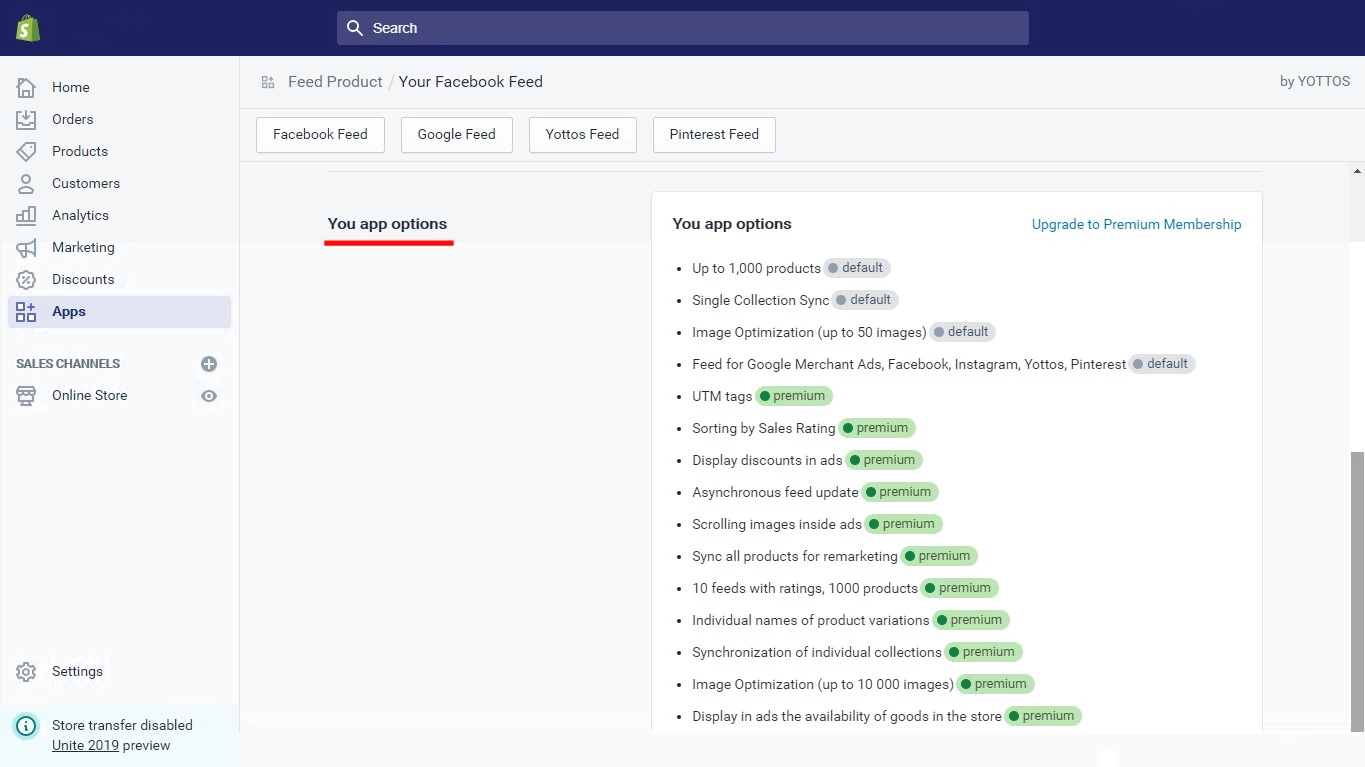 Search
Feed Product / Your Facebook Feed
by YOTTOS
Facebook Feed
Google Feed
Yottos Feed
Pinterest Feed
Home
Orders
Products
Customers
Analytics
Marketing
Discounts
Apps
SALES CHANNELS
Online Store
Settings
Store transfer disabled
Unite 2019 preview
You app options
You app options
Upgrade to Premium Membership
Up to 1,000 products default
Single Collection Sync default
Image Optimization (up to 50 images) default
Feed for Google Merchant Ads, Facebook, Instagram, Yottos, Pinterest default
UTM tags premium
Sorting by Sales Rating premium
Display discounts in ads premium
Asynchronous feed update premium
Scrolling images inside ads premium
Sync all products for remarketing premium
10 feeds with ratings, 1000 products premium
Individual names of product variations premium
Synchronization of individual collections premium
Image Optimization (up to 10 000 images) premium
Display in ads the availability of goods in the store premium